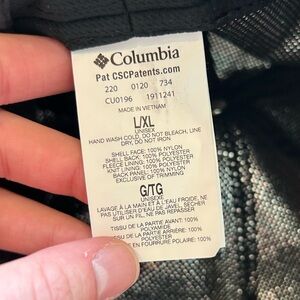 Columbia
Pat CSCPatents.com
220 0120 734
CU0196 1911241
MADE IN VIETNAM
L/XL
UNISEX
HAND WASH COLD, DO NOT BLEACH, LINE
DRY, DO NOT IRON.
SHELL FACE: 100% NYLON
SHELL BACK: 100% POLYESTER
FLEECE LINING: 100% POLYESTER
KNIT LINING: 100% POLYESTER
BACK PANEL: 100% NYLON
EXCLUSIVE OF TRIMMING
G/TG
UNISEXE
LAVAGE À LA MAIN ET À L'EAU FROIDE, NE
PAS UTILISER D'EAU DE JAVEL, SÉCHER
SUR UN FIL, NE PAS REPASSER
TISSU DE LA PARTIE AVANT: 100%
POLYAMIDE
TISSU DE LA PARTIE ARRIÈRE: 100%
POLYESTER
EN FOURRURE POLAIRE: 100%